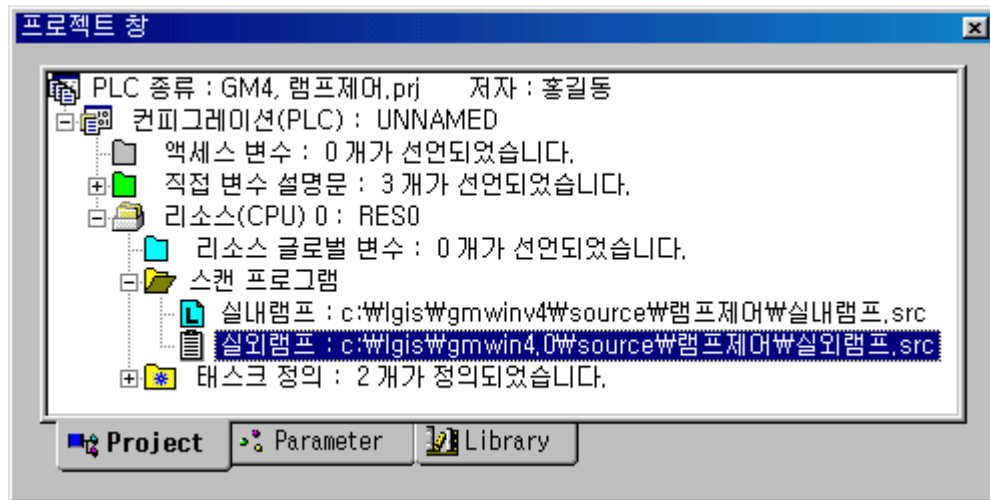 프로젝트 창
PLC 종류 : GM4, 램프제어.prj 저자 : 홍길동
컨피그레이션(PLC) : UNNAMED
액세스 변수 : 0 개가 선언되었습니다.
직접 변수 설명문 : 3 개가 선언되었습니다.
리소스(CPU) 0 : RES0
리소스 글로벌 변수 : 0 개가 선언되었습니다.
스캔 프로그램
실내램프 : c:₩lgis₩gmwinv4₩source₩램프제어₩실내램프.src
실외램프 : c:₩lgis₩gmwin4.0₩source₩램프제어₩실외램프.src
태스크 정의 : 2 개가 정의되었습니다.
Project Parameter Library